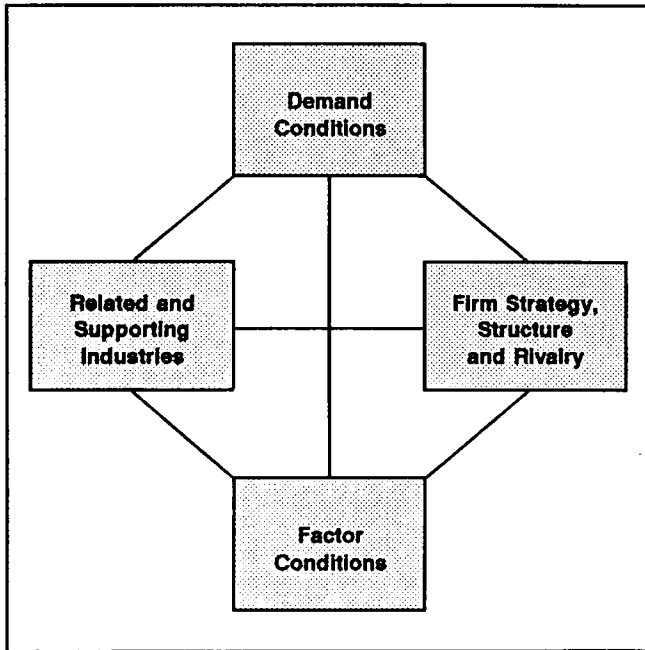 Demand
Conditions
Related and
Supporting
Industries
Firm Strategy,
Structure
and Rivalry
Factor
Conditions